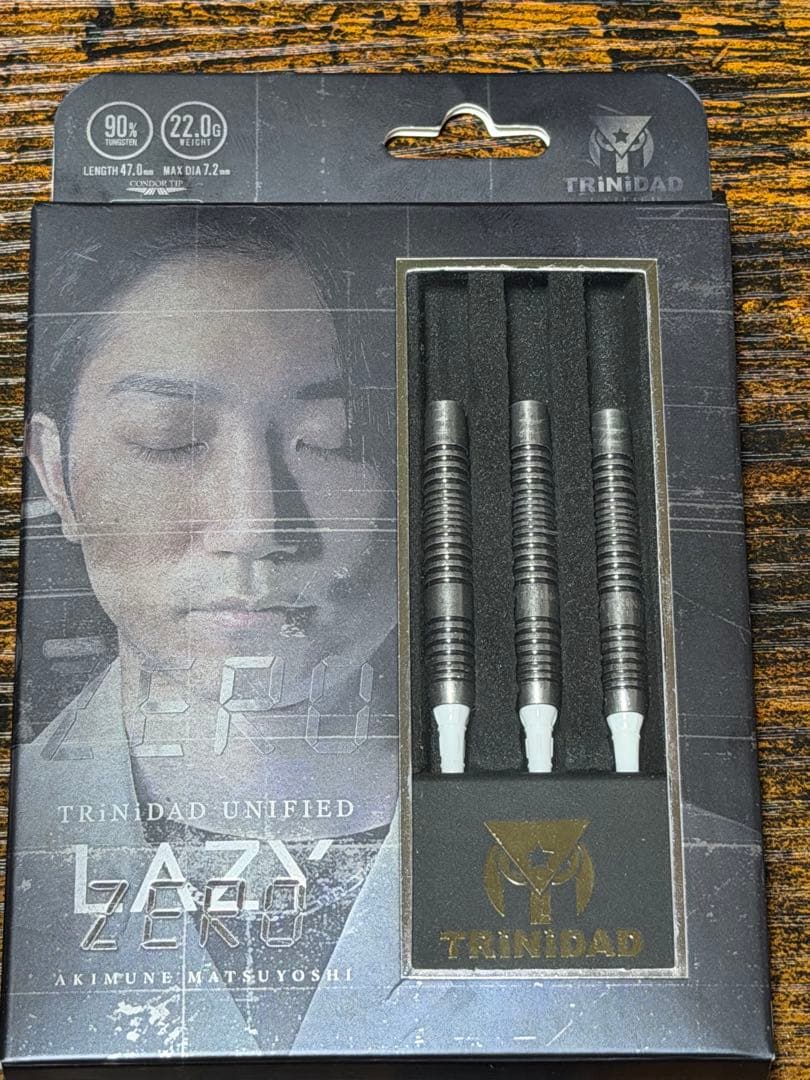 90%
TUNGSTEN
22.0G
WEIGHT
LENGTH 47.0mm MAX DIA 7.2mm
CONDOR TIP
TRiNiDAD
ZERO
TRiNiDAD UNIFIED
LAZY
ZERO
AKIMUNE MATSUYOSHI
TRiNiDAD